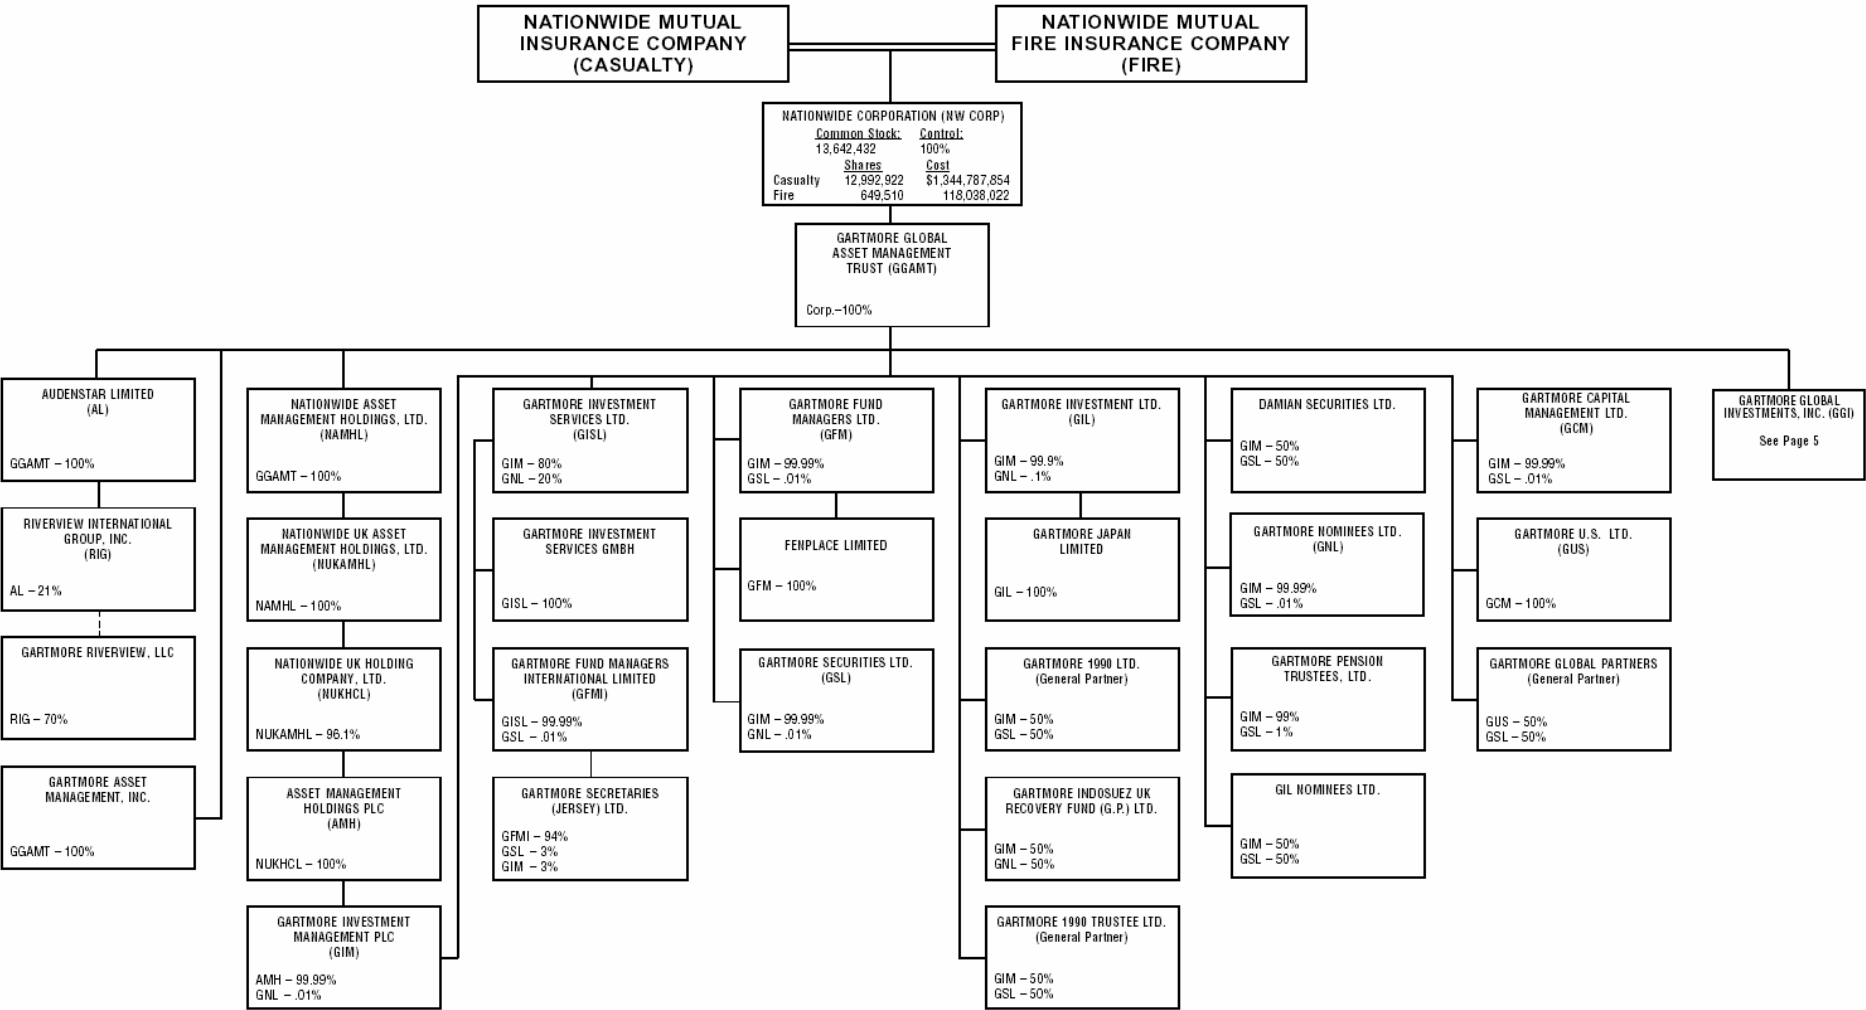 NATIONWIDE MUTUAL
INSURANCE COMPANY
(CASUALTY)
NATIONWIDE MUTUAL
FIRE INSURANCE COMPANY
(FIRE)
NATIONWIDE CORPORATION (NW CORP)
Common Stock: Control:
13,642,432 100%
Shares Cost
Casualty 12,992,922 $1,344,787,854
Fire 649,510 118,038,022
GARTMORE GLOBAL
ASSET MANAGEMENT
TRUST (GGAMT)
Corp.–100%
AUDENSTAR LIMITED
(AL)
GGAMT – 100%
RIVERVIEW INTERNATIONAL
GROUP, INC.
(RIG)
AL – 21%
GARTMORE RIVERVIEW, LLC
RIG – 70%
GARTMORE ASSET
MANAGEMENT, INC.
GGAMT – 100%
NATIONWIDE ASSET
MANAGEMENT HOLDINGS, LTD.
(NAMHL)
GGAMT – 100%
NATIONWIDE UK ASSET
MANAGEMENT HOLDINGS, LTD.
(NUKAMHL)
NAMHL – 100%
NATIONWIDE UK HOLDING
COMPANY, LTD.
(NUKHCL)
NUKAMHL – 96.1%
ASSET MANAGEMENT
HOLDINGS PLC
(AMH)
NUKHCL – 100%
GARTMORE INVESTMENT
MANAGEMENT PLC
(GIM)
AMH – 99.99%
GNL – .01%
GARTMORE INVESTMENT
SERVICES LTD.
(GISL)
GIM – 80%
GNL – 20%
GARTMORE INVESTMENT
SERVICES GMBH
GISL – 100%
GARTMORE FUND MANAGERS
INTERNATIONAL LIMITED
(GFMI)
GISL – 99.99%
GSL – .01%
GARTMORE SECRETARIES
(JERSEY) LTD.
GFMI – 94%
GSL – 3%
GIM – 3%
GARTMORE FUND
MANAGERS LTD.
(GFM)
GIM – 99.99%
GSL – .01%
FENPLACE LIMITED
GFM – 100%
GARTMORE SECURITIES LTD.
(GSL)
GIM – 99.99%
GNL – .01%
GARTMORE INVESTMENT LTD.
(GIL)
GIM – 99.9%
GNL – .1%
GARTMORE JAPAN
LIMITED
GIL – 100%
GARTMORE 1990 LTD.
(General Partner)
GIM – 50%
GSL – 50%
GARTMORE INDOSUEZ UK
RECOVERY FUND (G.P.) LTD.
GIM – 50%
GNL – 50%
GARTMORE 1990 TRUSTEE LTD.
(General Partner)
GIM – 50%
GSL – 50%
DAMIAN SECURITIES LTD.
GIM – 50%
GSL – 50%
GARTMORE NOMINEES LTD.
(GNL)
GIM – 99.99%
GSL – .01%
GARTMORE PENSION
TRUSTEES, LTD.
GIM – 99%
GSL – 1%
GIL NOMINEES LTD.
GIM – 50%
GSL – 50%
GARTMORE CAPITAL
MANAGEMENT LTD.
(GCM)
GIM – 99.99%
GSL – .01%
GARTMORE U.S. LTD.
(GUS)
GCM – 100%
GARTMORE GLOBAL PARTNERS
(General Partner)
GUS – 50%
GSL – 50%
GARTMORE GLOBAL
INVESTMENTS, INC. (GGI)
See Page 5